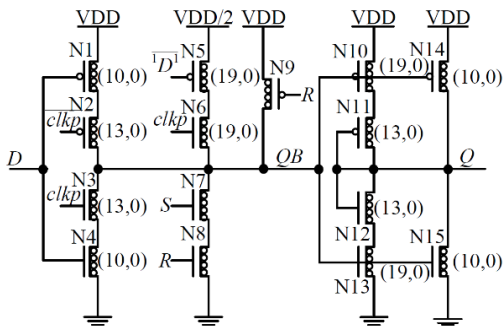 VDD VDD/2 VDD VDD VDD
N1 N5 N9 N10 N14
(10,0) ¹D¹ (19,0) R (19,0) (10,0)
N2 N6 N11
clkp (13,0) clkp (19,0) (13,0)
D QB Q
N3 N7
clkp (13,0) S (13,0)
N4 N8 N12 N15
(10,0) R N13 (19,0) (10,0)